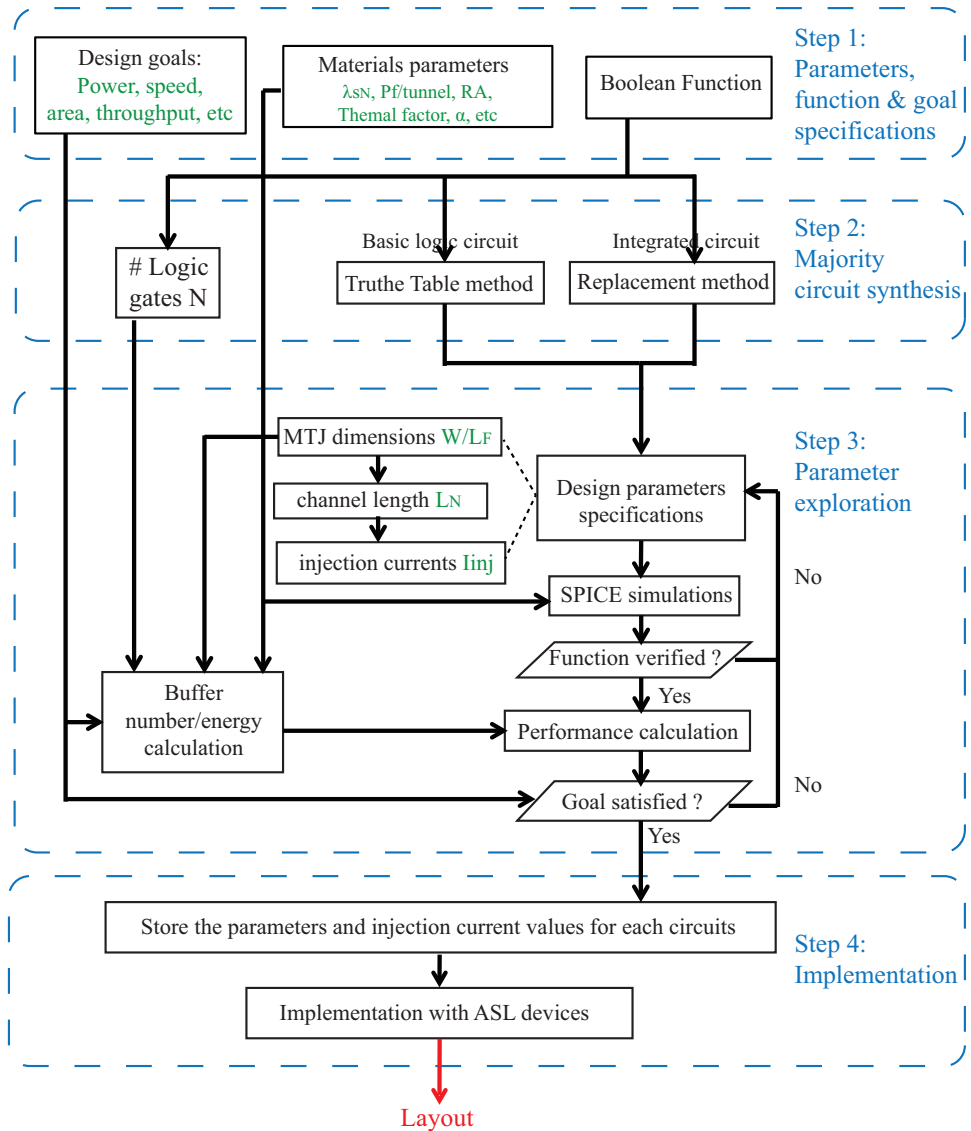 Design goals:
Power, speed,
area, throughput, etc
Materials parameters
λSN, Pf/tunnel, RA,
Themal factor, α, etc
Boolean Function
Step 1:
Parameters,
function & goal
specifications
# Logic
gates N
Basic logic circuit
Truthe Table method
Integrated circuit
Replacement method
Step 2:
Majority
circuit synthesis
MTJ dimensions W/LF
channel length LN
injection currents Iinj
Design parameters
specifications
Step 3:
Parameter
exploration
No
SPICE simulations
Function verified ?
Yes
Buffer
number/energy
calculation
Performance calculation
No
Goal satisfied ?
Yes
Store the parameters and injection current values for each circuits
Implementation with ASL devices
Step 4:
Implementation
Layout